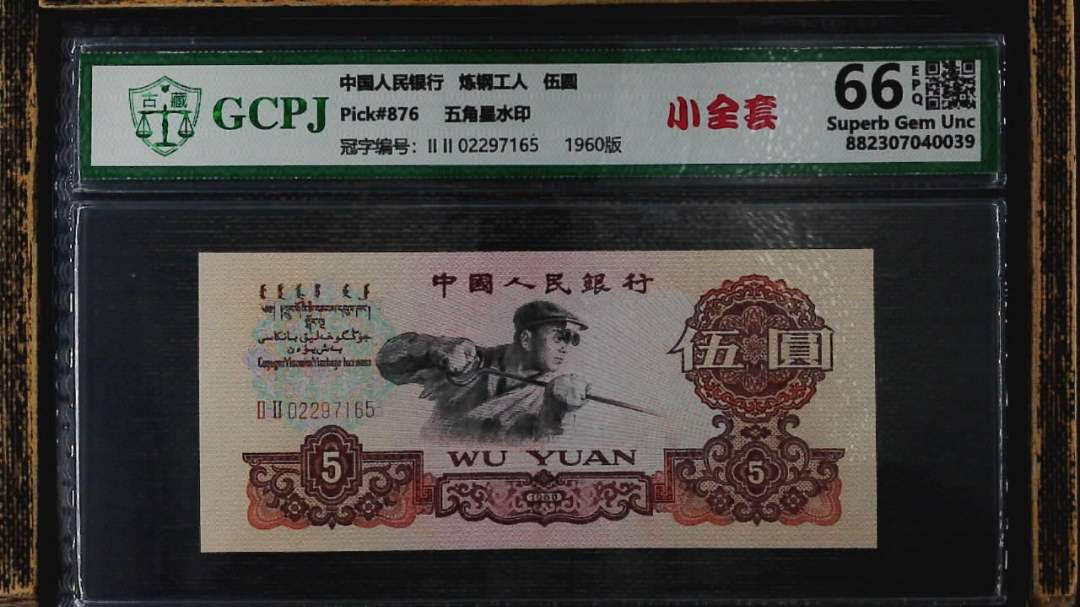 古藏
GCPJ
中国人民银行 炼钢工人 伍圆
Pick#876 五角星水印
冠字编号: II II 02297165 1960版
小全套
66 EPQ
Superb Gem Unc
882307040039
中國人民銀行
伍圓
II II 02297165
5
WU YUAN
1960
5